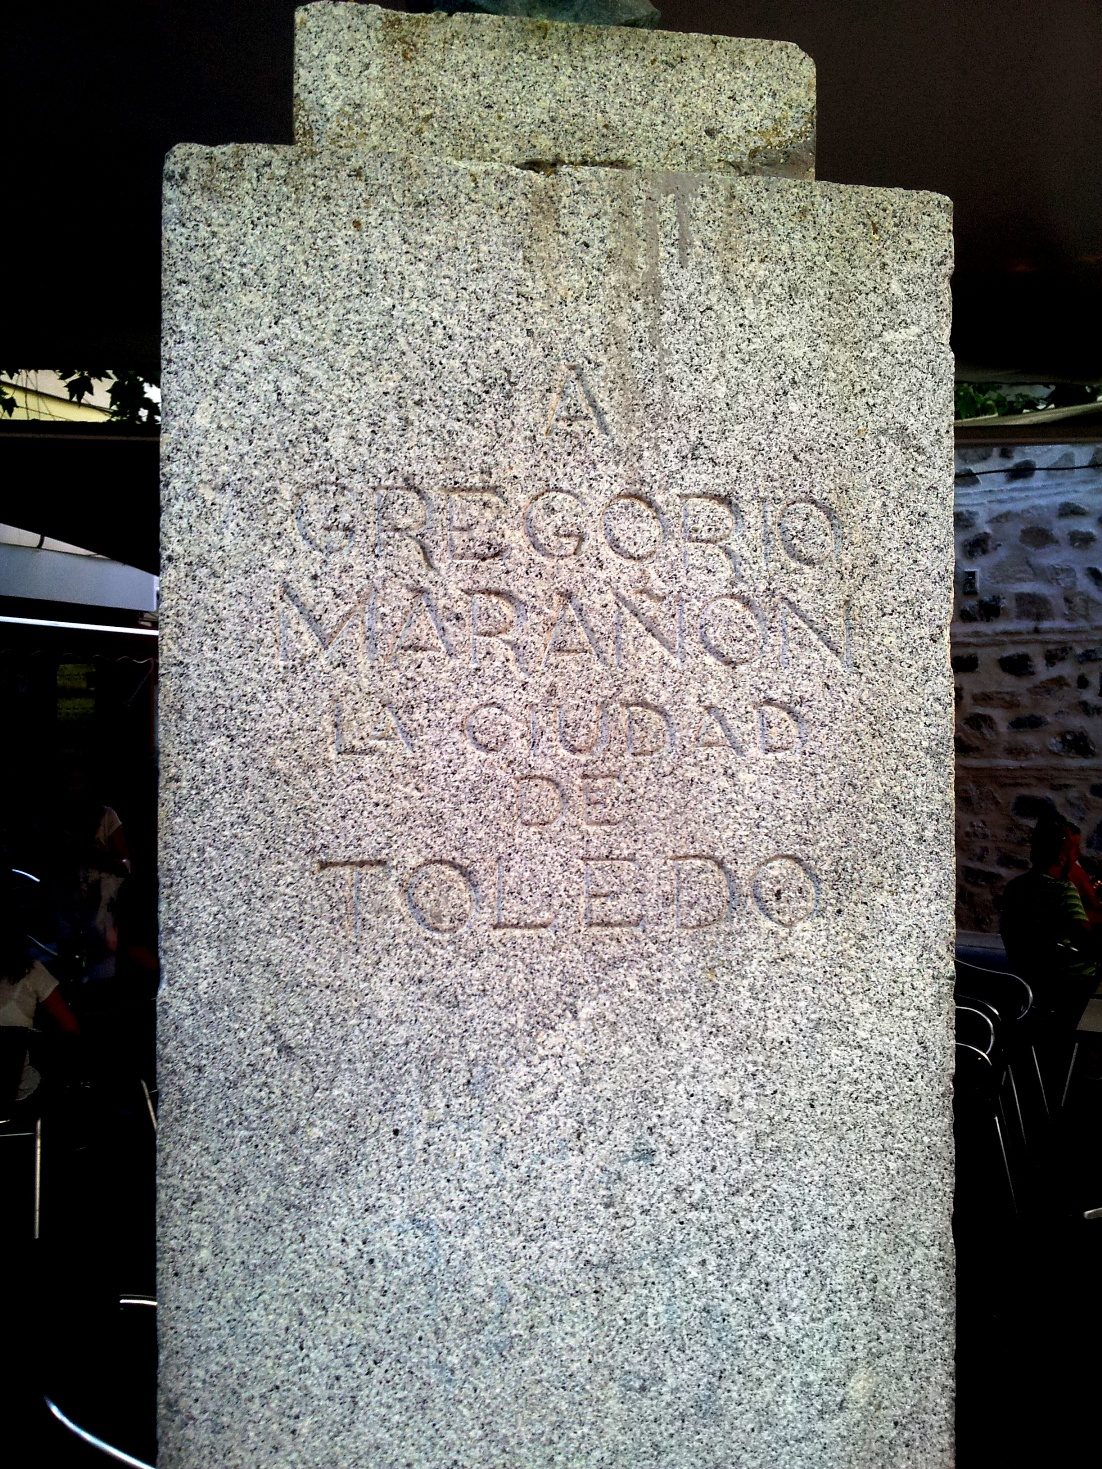 A
GREGORIO
MARAÑON
LA CIUDAD
DE
TOLEDO